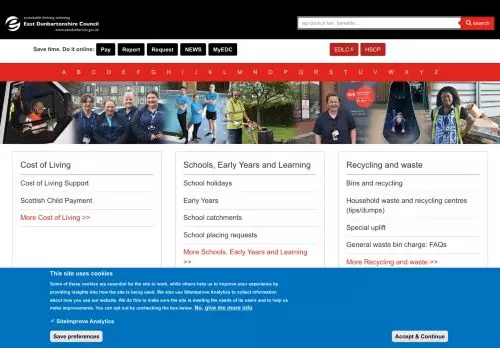 sustainable thriving achieving
East Dunbartonshire Council
www.eastdunbarton.gov.uk
eg council tax, benefits...
search
Save time. Do it online: Pay Report Request NEWS MyEDC EDLC HSCP
A B C D E F G H I J K L M N O P Q R S T U V W X Y Z
Cost of Living
Cost of Living Support
Scottish Child Payment
More Cost of Living >>
Schools, Early Years and Learning
School holidays
Early Years
School catchments
School placing requests
More Schools, Early Years and Learning
>>
Recycling and waste
Bins and recycling
Household waste and recycling centres
(tips/dumps)
Special uplift
General waste bin charge: FAQs
More Recycling and waste >>
This site uses cookies
Some of these cookies are essential for the site to work, while others help us to improve your experience by
providing insights into how the site is being used. We also use Siteimprove Analytics to collect information
about how you use our website. We do this to make sure the site is meeting the needs of its users and to help us
make improvements. You can opt out by unchecking the box below. No, give me more info
✓ Siteimprove Analytics
Save preferences
Accept & Continue